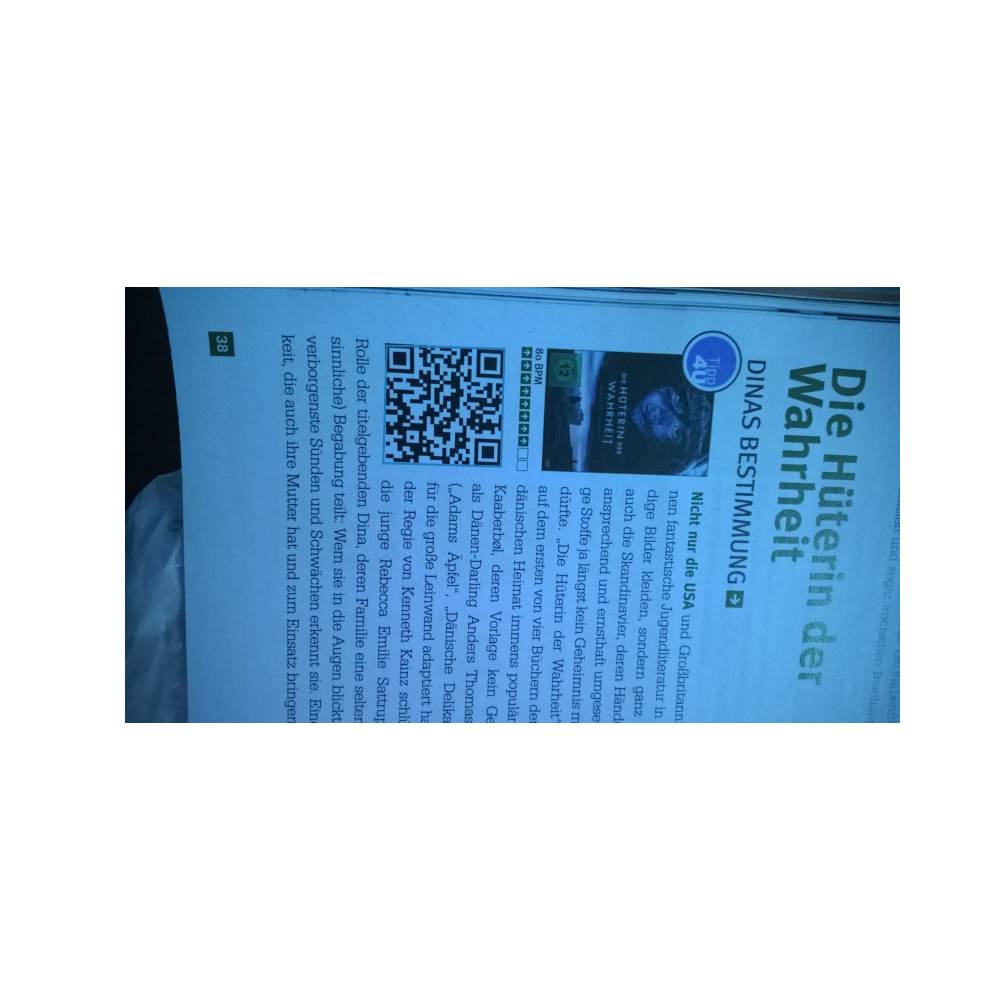 Die Hüterin der
Wahrheit
DINAS BESTIMMUNG
Tipp
4U
DIE HÜTERIN DER
WAHRHEIT
12
80 BPM
Nicht nur die USA und Großbritann
nen fantastische Jugendliteratur in
dige Bilder kleiden, sondern ganz
auch die Skandinavier, deren Händ
ansprechend und ernsthaft umgese
ge Stoffe ja längst kein Geheimnis m
dürfte. „Die Hüterin der Wahrheit"
auf dem ersten von vier Büchern der
dänischen Heimat immens populär
Kaaberbøl, deren Vorlage kein Ge
als Dänen-Darling Anders Thomas
(„Adams Äpfel", „Dänische Delika
für die große Leinwand adaptiert ha
der Regie von Kenneth Kainz schlü
die junge Rebecca Emilie Sattrup
Rolle der titelgebenden Dina, deren Familie eine selten
sinnliche) Begabung teilt: Wem sie in die Augen blickt
verborgenste Sünden und Schwächen erkennt sie. Eine
keit, die auch ihre Mutter hat und zum Einsatz bringen
38